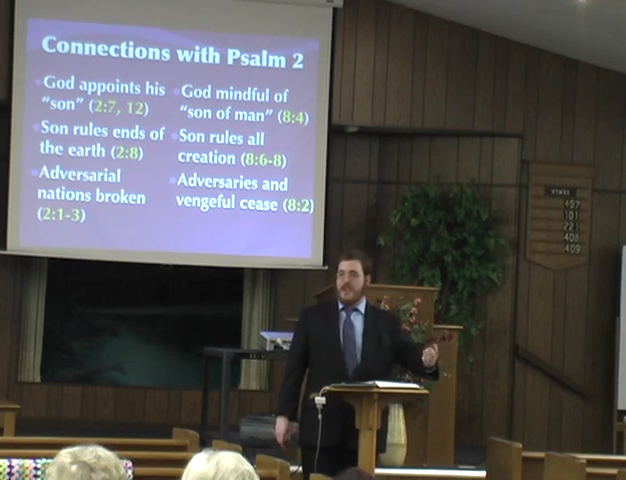 Connections with Psalm 2
God appoints his
"son" (2:7, 12)
Son rules ends of
the earth (2:8)
Adversarial
nations broken
(2:1-3)
God mindful of
"son of man" (8:4)
Son rules all
creation (8:6-8)
Adversaries and
vengeful cease (8:2)
HYMNS
457
101
221
408
409